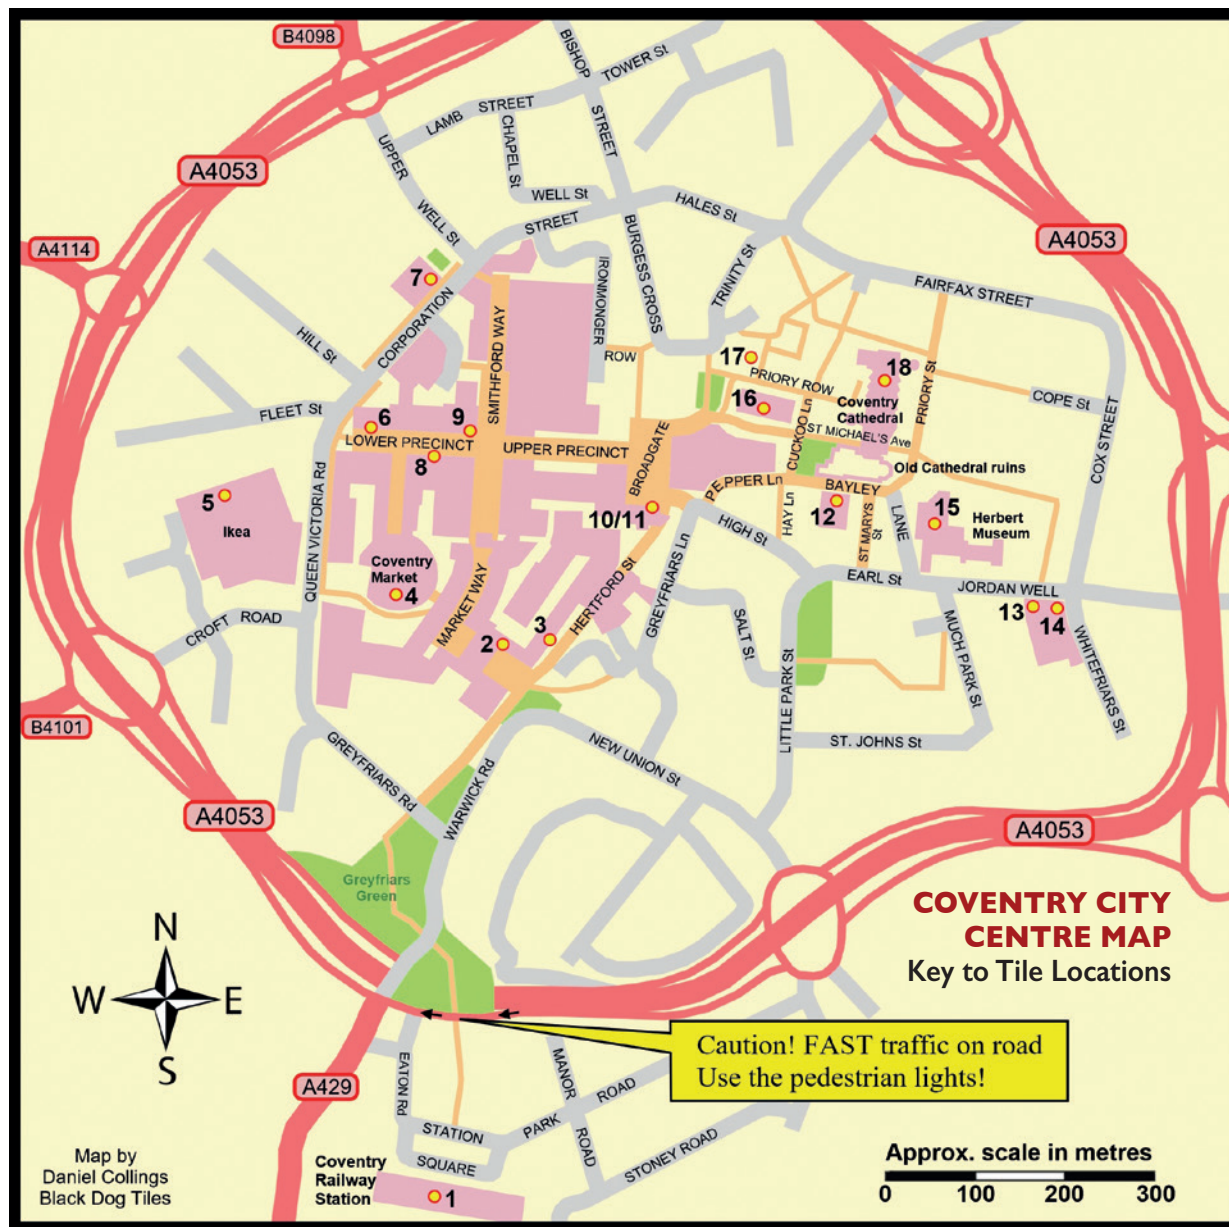 B4098
BISHOP
STREET
TOWER St
LAMB STREET
UPPER
WELL St
CHAPEL St
WELL St
A4053
STREET
HALES St
A4053
A4114
BURGESS CROSS
TRINITY St
IRONMONGER
ROW
7
CORPORATION
SMITHFORD WAY
FAIRFAX STREET
HILL St
17
PRIORY ROW
18
PRIORY St
Coventry
Cathedral
COPE St
COX STREET
FLEET St
6
9
16
CUCKOO Ln
ST MICHAEL'S Ave
LOWER PRECINCT
UPPER PRECINCT
BROADGATE
8
Old Cathedral ruins
PEPPER Ln
BAYLEY
LANE
5
Ikea
QUEEN VICTORIA Rd
10/11
HAY Ln
12
ST MARYS
St
15
Herbert
Museum
HIGH St
Coventry
Market
4
MARKET WAY
HERTFORD St
GREYFRIARS Ln
EARL St
JORDAN WELL
CROFT ROAD
2
3
SALT St
MUCH PARK St
13
14
WHITEFRIARS St
LITTLE PARK St
B4101
GREYFRIARS Rd
WARWICK Rd
NEW UNION St
ST. JOHNS St
A4053
A4053
Greyfriars
Green
COVENTRY CITY
CENTRE MAP
Key to Tile Locations
N
W
E
S
Caution! FAST traffic on road
Use the pedestrian lights!
A429
EATON Rd
STATION
SQUARE
PARK ROAD
MANOR
ROAD
STONEY ROAD
Map by
Daniel Collings
Black Dog Tiles
Coventry
Railway
Station
1
Approx. scale in metres
0 100 200 300